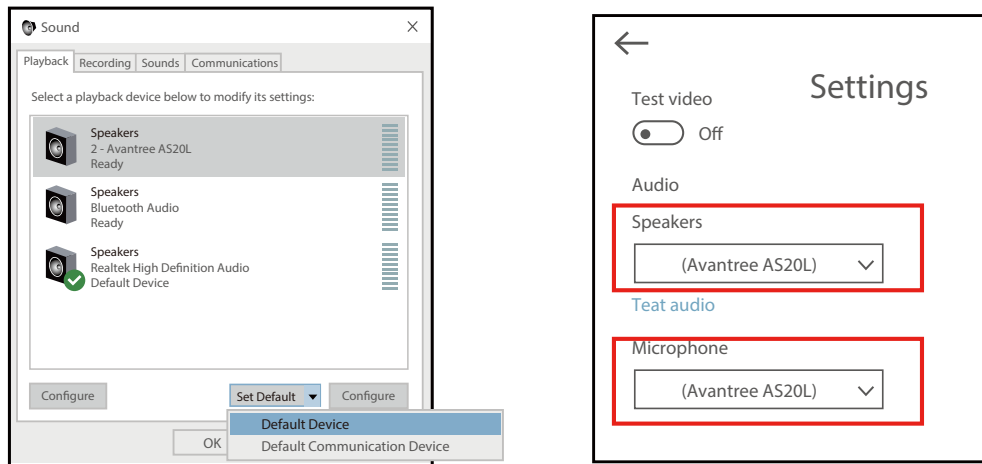 Sound
Playback Recording Sounds Communications
Select a playback device below to modify its settings:
Speakers
2 - Avantree AS20L
Ready
Speakers
Bluetooth Audio
Ready
Speakers
Realtek High Definition Audio
Default Device
Configure Set Default Configure
Default Device
OK
Default Communication Device
Settings
Test video
Off
Audio
Speakers
(Avantree AS20L)
Teat audio
Microphone
(Avantree AS20L)